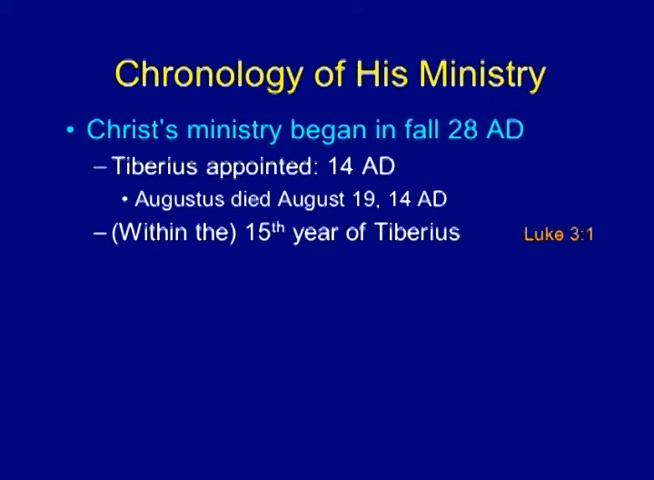 Chronology of His Ministry
• Christ's ministry began in fall 28 AD
– Tiberius appointed: 14 AD
• Augustus died August 19, 14 AD
– (Within the) 15th year of Tiberius Luke 3:1